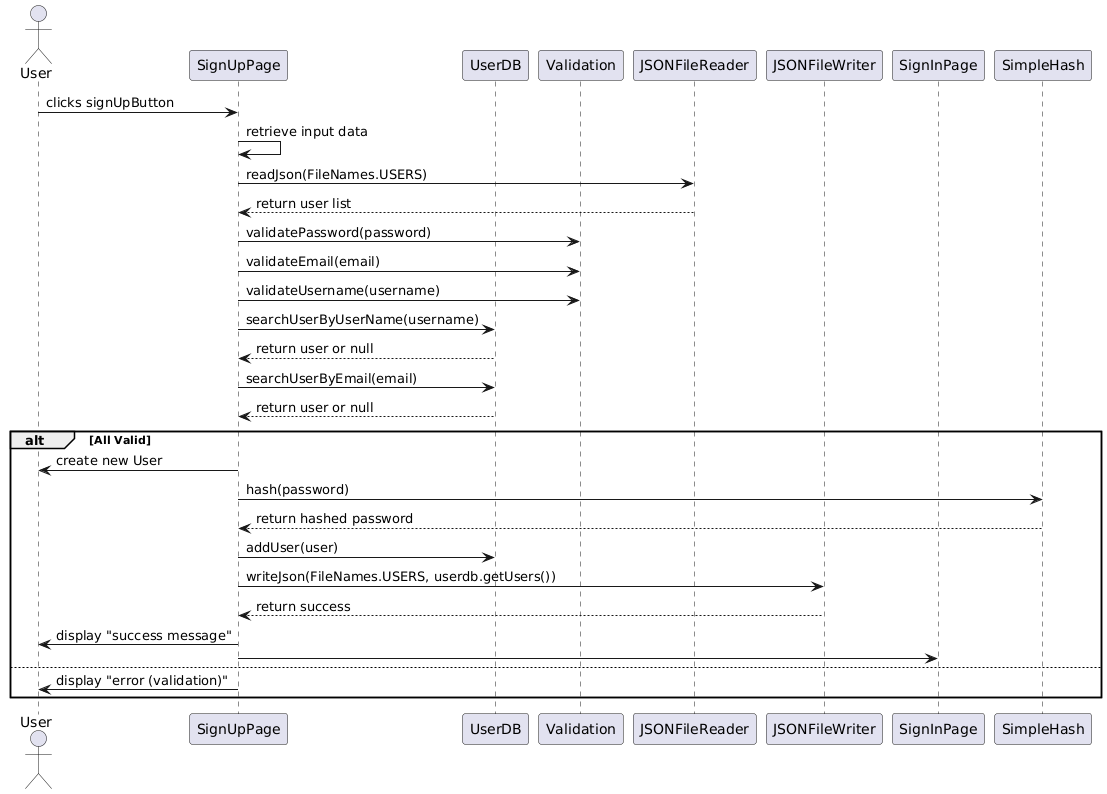 User
SignUpPage
UserDB
Validation
JSONFileReader
JSONFileWriter
SignInPage
SimpleHash
clicks signUpButton
retrieve input data
readJson(FileNames.USERS)
return user list
validatePassword(password)
validateEmail(email)
validateUsername(username)
searchUserByUserName(username)
return user or null
searchUserByEmail(email)
return user or null
alt [All Valid]
create new User
hash(password)
return hashed password
addUser(user)
writeJson(FileNames.USERS, userdb.getUsers())
return success
display "success message"
display "error (validation)"
User
SignUpPage
UserDB
Validation
JSONFileReader
JSONFileWriter
SignInPage
SimpleHash